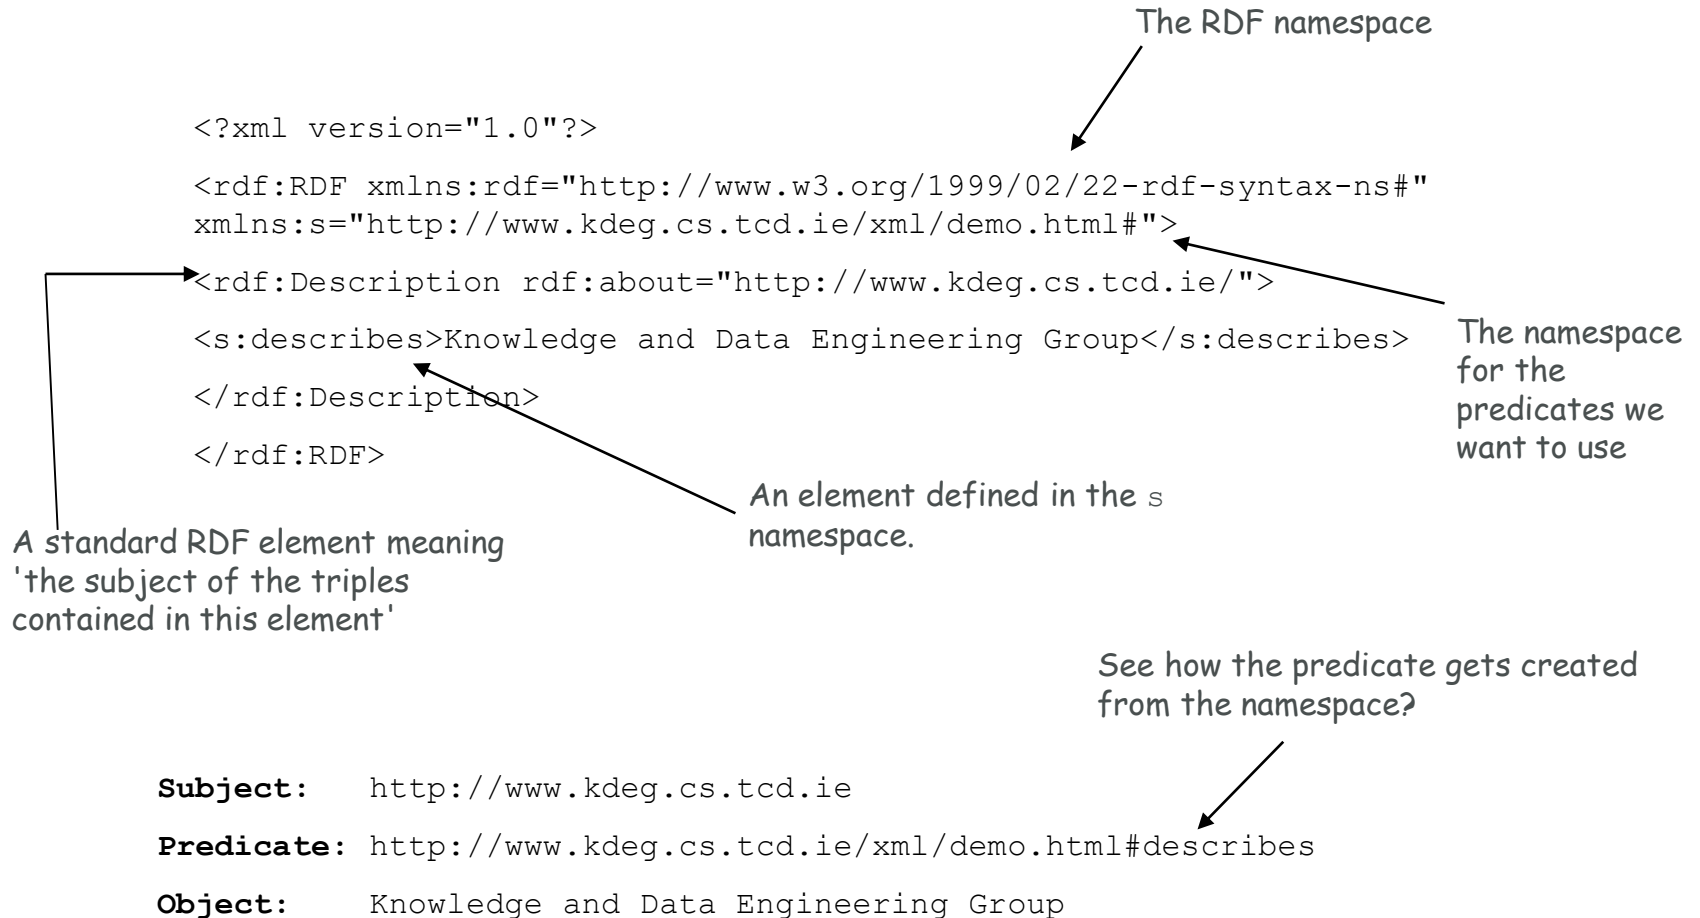 The RDF namespace
<?xml version="1.0"?>
<rdf:RDF xmlns:rdf="http://www.w3.org/1999/02/22-rdf-syntax-ns#"
xmlns:s="http://www.kdeg.cs.tcd.ie/xml/demo.html#">
<rdf:Description rdf:about="http://www.kdeg.cs.tcd.ie/">
<s:describes>Knowledge and Data Engineering Group</s:describes>
</rdf:Description>
</rdf:RDF>
The namespace
for the
predicates we
want to use
An element defined in the s
namespace.
A standard RDF element meaning
'the subject of the triples
contained in this element'
See how the predicate gets created
from the namespace?
Subject: http://www.kdeg.cs.tcd.ie
Predicate: http://www.kdeg.cs.tcd.ie/xml/demo.html#describes
Object: Knowledge and Data Engineering Group